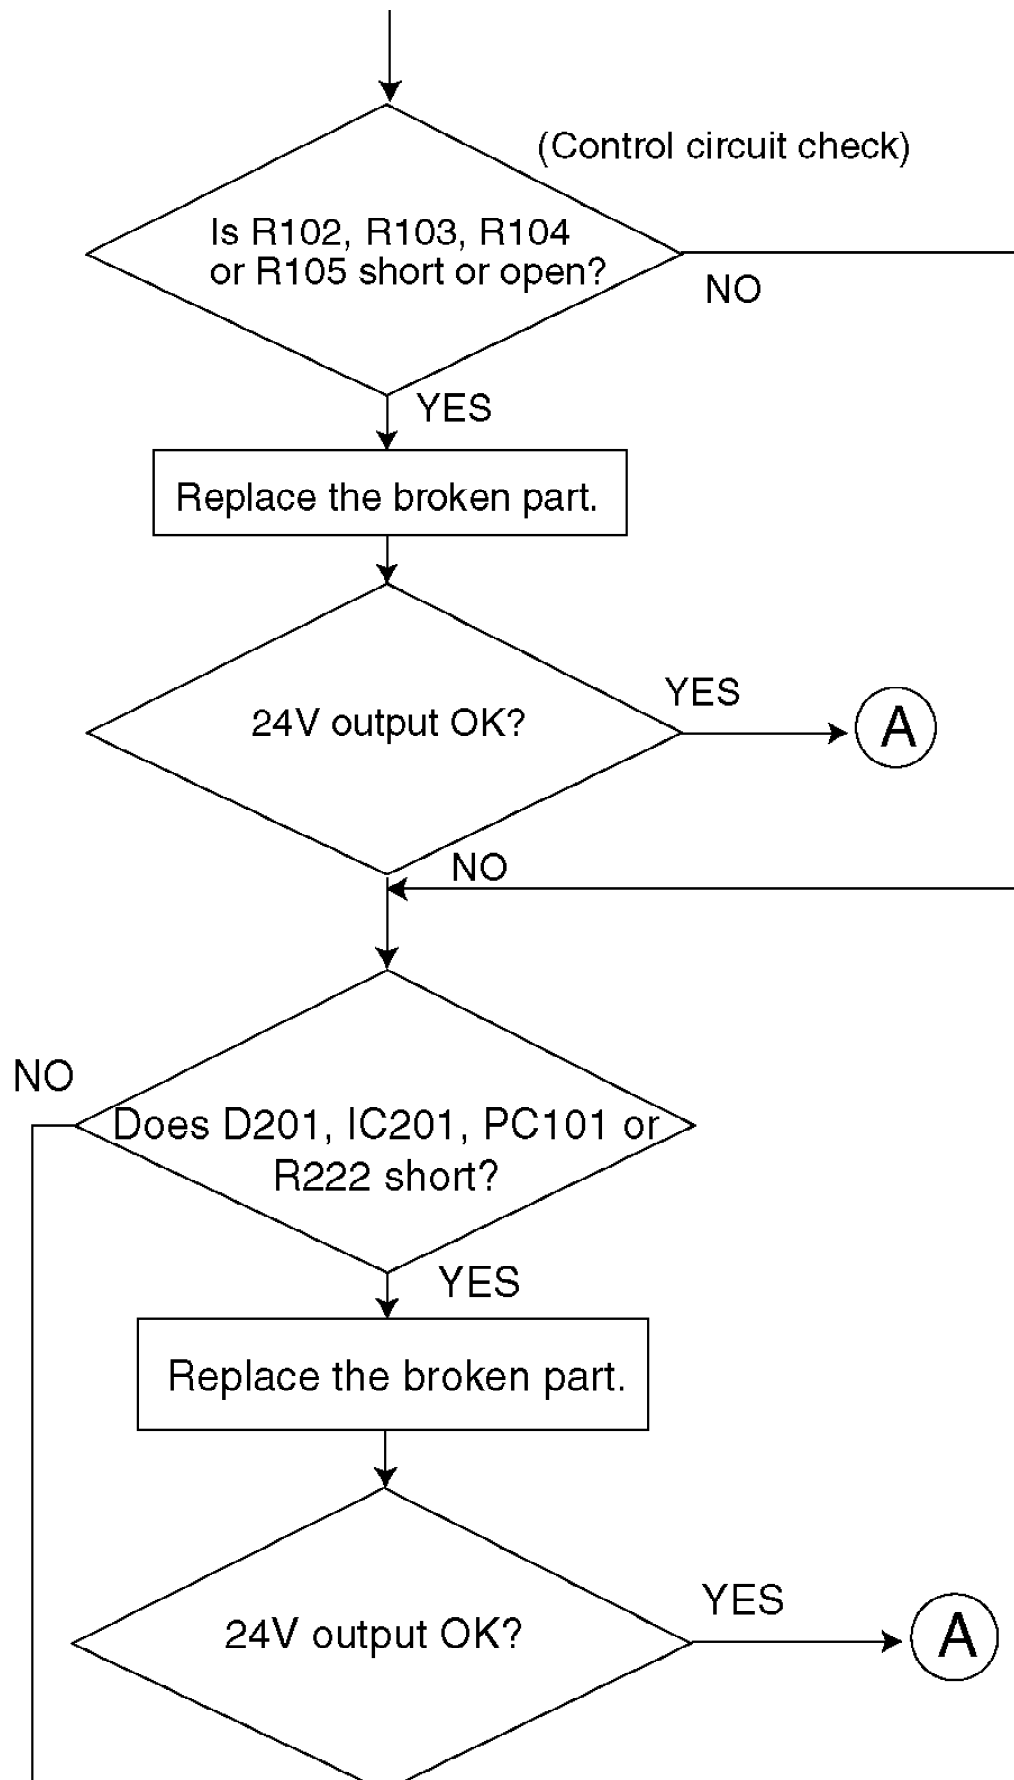 (Control circuit check)
Is R102, R103, R104
or R105 short or open?
NO
YES
Replace the broken part.
24V output OK?
YES
A
NO
NO
Does D201, IC201, PC101 or
R222 short?
YES
Replace the broken part.
24V output OK?
YES
A